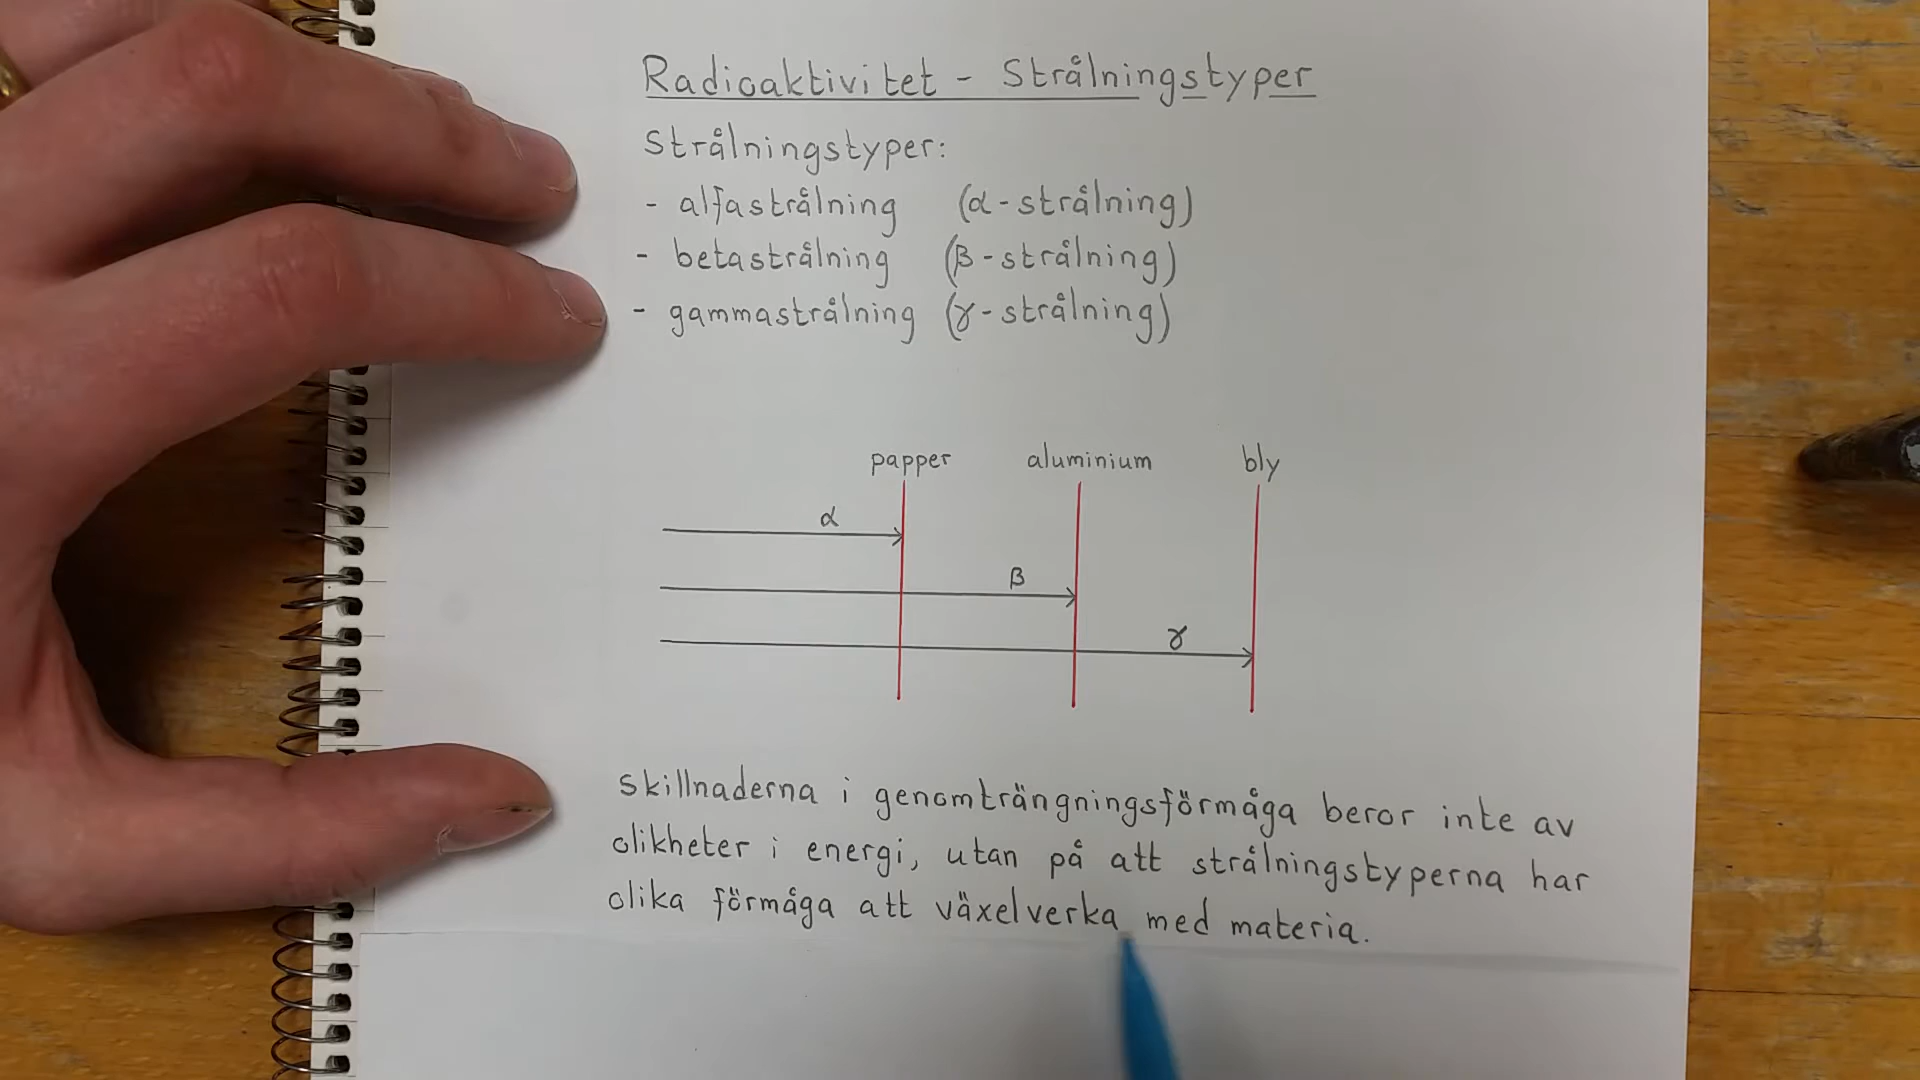 Radioaktivitet - Strålningstyper
Strålningstyper:
- alfastrålning (α-strålning)
- betastrålning (β-strålning)
- gammastrålning (γ-strålning)
papper aluminium bly
α
β
γ
skillnaderna i genomträngningsförmåga beror inte av
olikheter i energi, utan på att strålningstyperna har
olika förmåga att växelverka med materia.